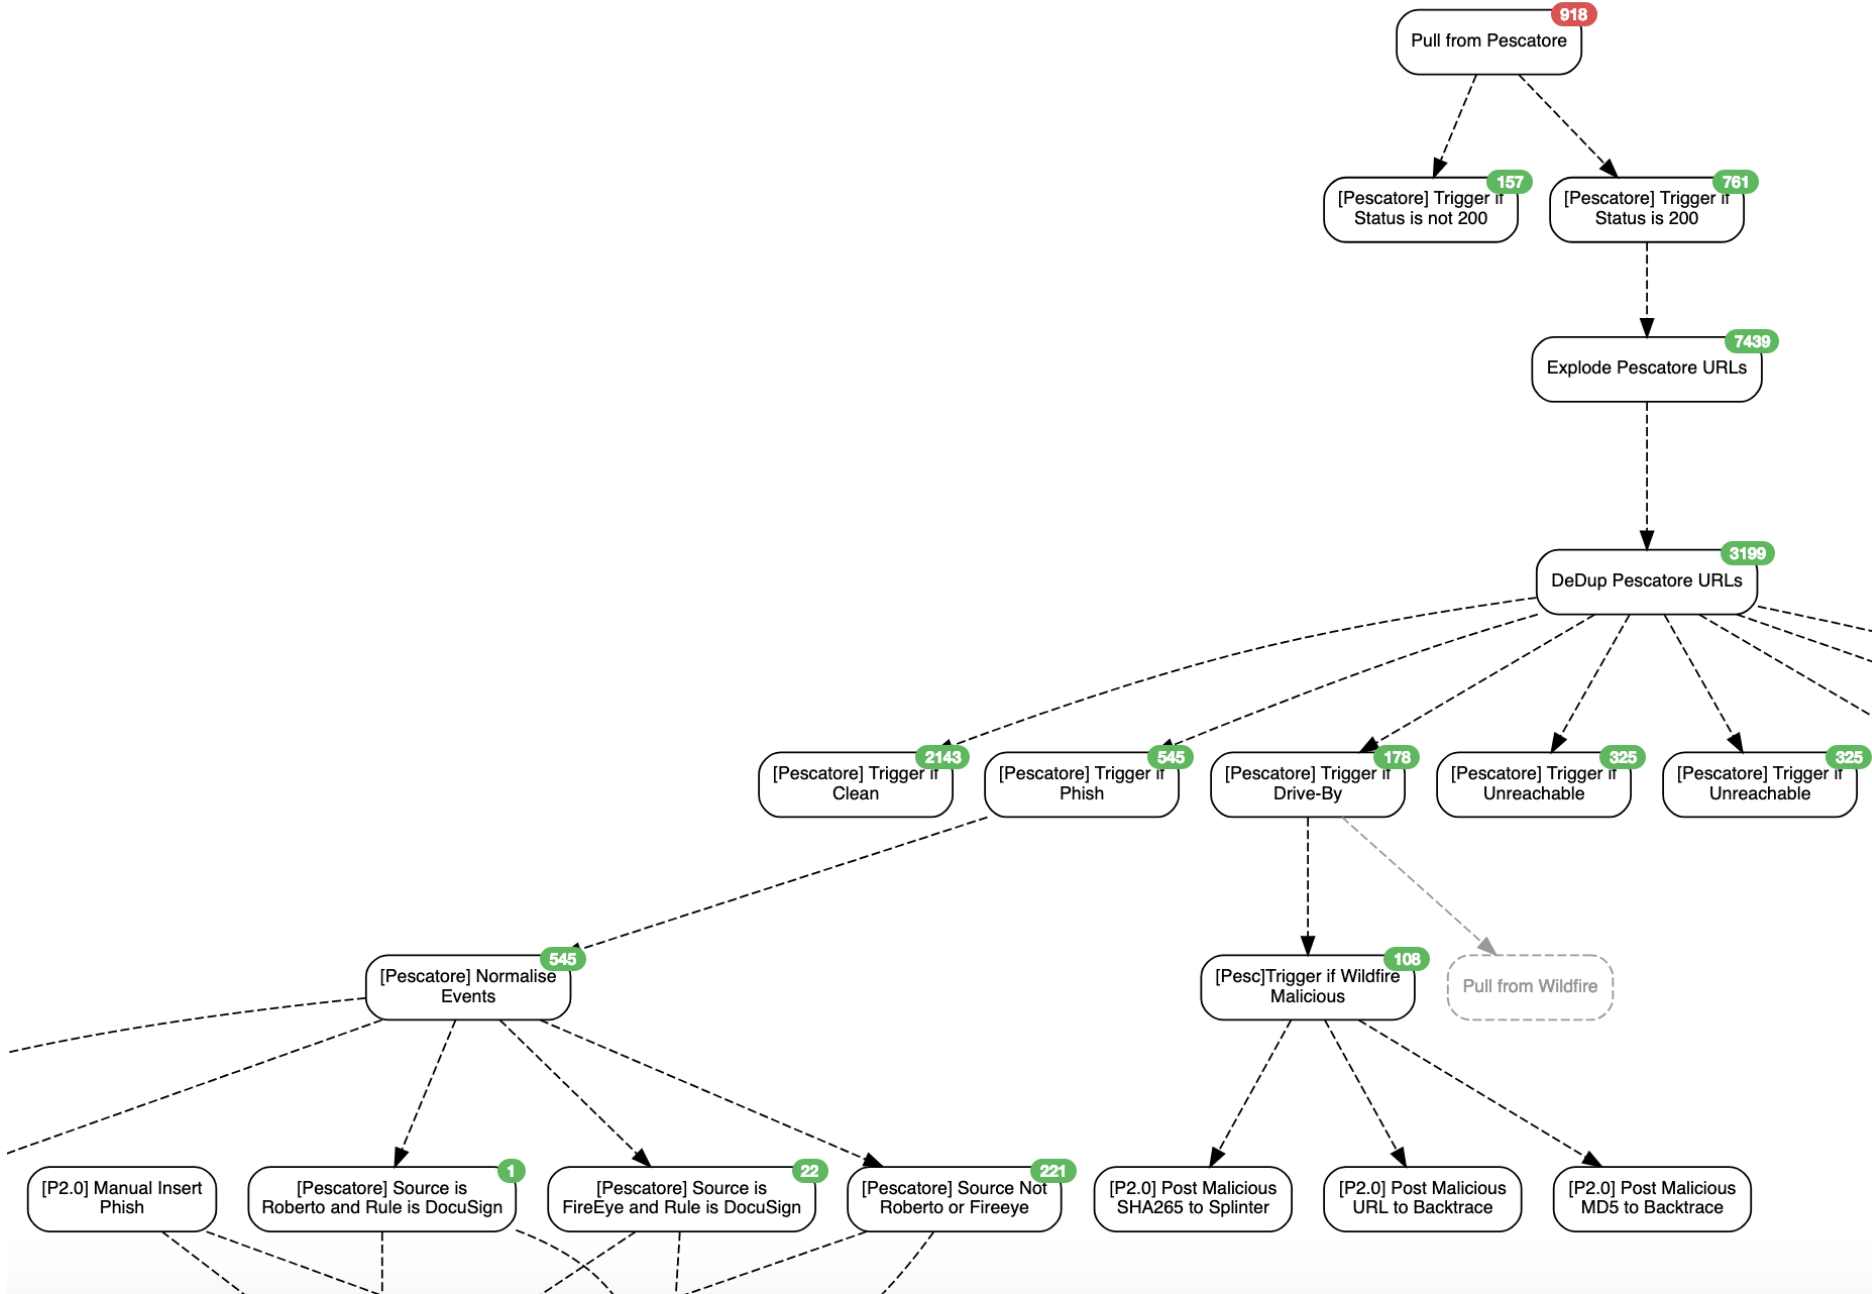 918
Pull from Pescatore
157
[Pescatore] Trigger if
Status is not 200
761
[Pescatore] Trigger if
Status is 200
7439
Explode Pescatore URLs
3199
DeDup Pescatore URLs
2143
[Pescatore] Trigger if
Clean
545
[Pescatore] Trigger if
Phish
178
[Pescatore] Trigger if
Drive-By
325
[Pescatore] Trigger if
Unreachable
325
[Pescatore] Trigger if
Unreachable
545
[Pescatore] Normalise
Events
108
[Pesc]Trigger if Wildfire
Malicious
Pull from Wildfire
[P2.0] Manual Insert
Phish
1
[Pescatore] Source is
Roberto and Rule is DocuSign
22
[Pescatore] Source is
FireEye and Rule is DocuSign
221
[Pescatore] Source Not
Roberto or Fireeye
[P2.0] Post Malicious
SHA265 to Splinter
[P2.0] Post Malicious
URL to Backtrace
[P2.0] Post Malicious
MD5 to Backtrace